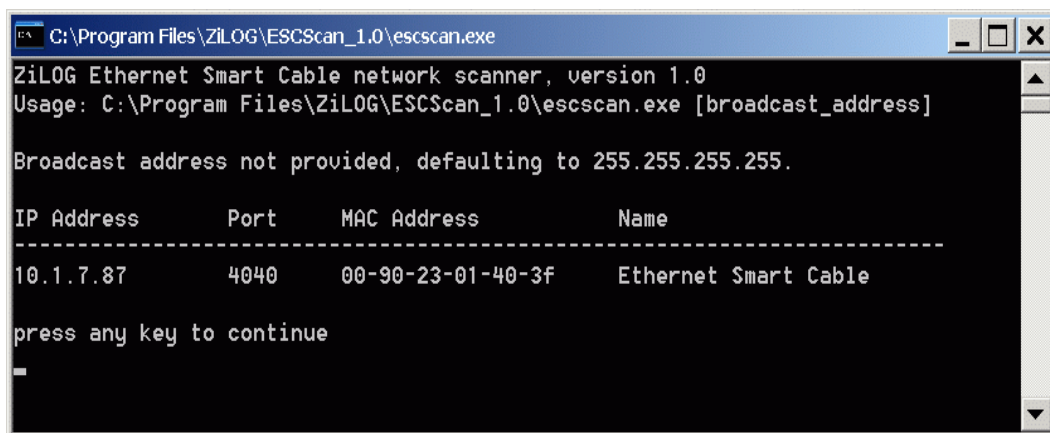 C:\Program Files\ZiLOG\ESCScan_1.0\escscan.exe
ZiLOG Ethernet Smart Cable network scanner, version 1.0
Usage: C:\Program Files\ZiLOG\ESCScan_1.0\escscan.exe [broadcast_address]
Broadcast address not provided, defaulting to 255.255.255.255.
IP Address Port MAC Address Name
--------------------------------------------------------------------------
10.1.7.87 4040 00-90-23-01-40-3f Ethernet Smart Cable
press any key to continue